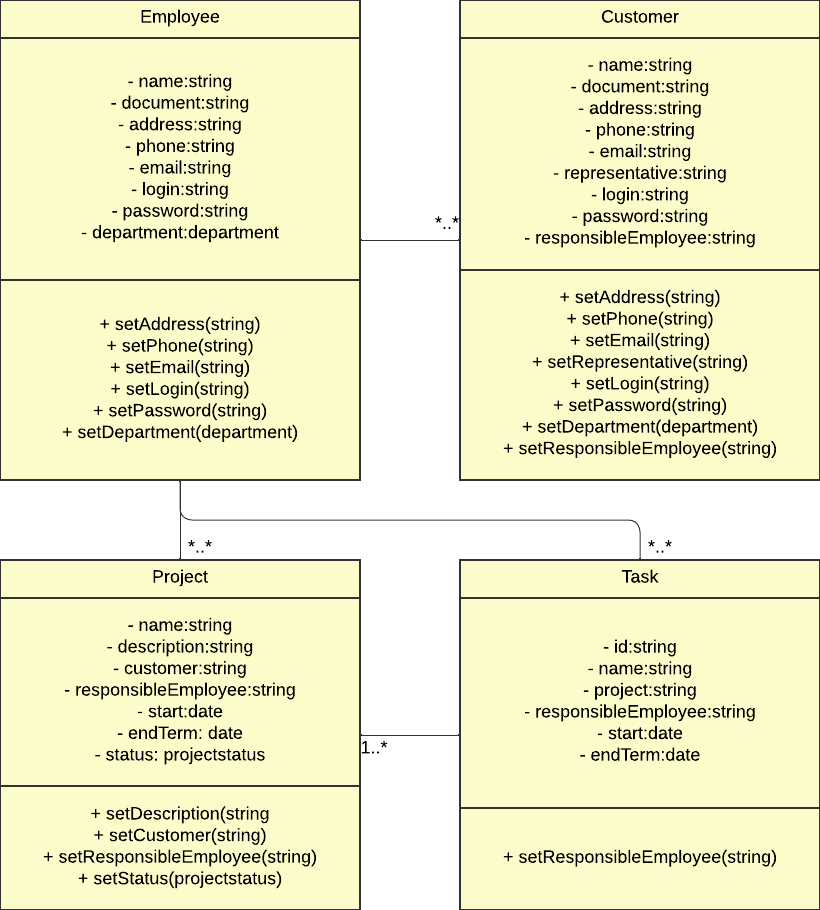 Employee
- name:string
- document:string
- address:string
- phone:string
- email:string
- login:string
- password:string
- department:department
+ setAddress(string)
+ setPhone(string)
+ setEmail(string)
+ setLogin(string)
+ setPassword(string)
+ setDepartment(department)
*..*
Customer
- name:string
- document:string
- address:string
- phone:string
- email:string
- representative:string
- login:string
- password:string
- responsibleEmployee:string
+ setAddress(string)
+ setPhone(string)
+ setEmail(string)
+ setRepresentative(string)
+ setLogin(string)
+ setPassword(string)
+ setDepartment(department)
+ setResponsibleEmployee(string)
*..*
*..*
Project
- name:string
- description:string
- customer:string
- responsibleEmployee:string
- start:date
- endTerm: date
- status: projectstatus
+ setDescription(string
+ setCustomer(string)
+ setResponsibleEmployee(string)
+ setStatus(projectstatus)
1..*
Task
- id:string
- name:string
- project:string
- responsibleEmployee:string
- start:date
- endTerm:date
+ setResponsibleEmployee(string)